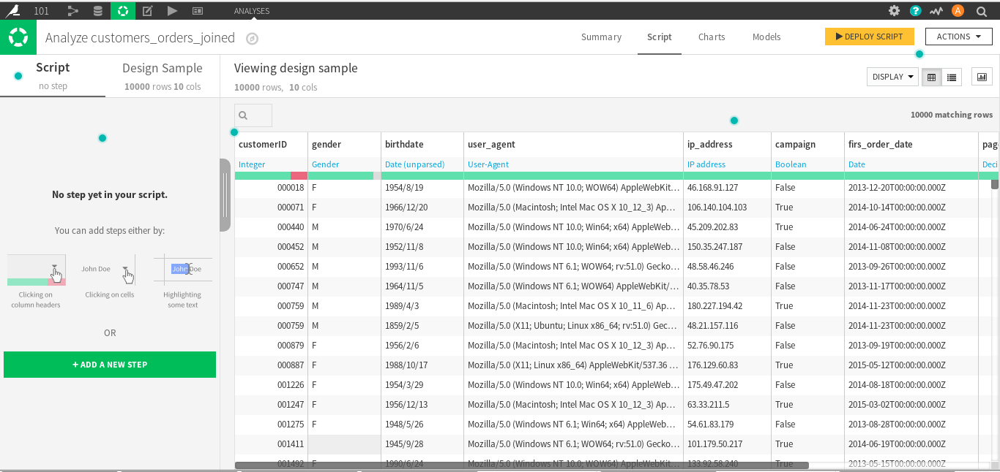 101 ANALYSES A
Analyze customers_orders_joined Summary Script Charts Models DEPLOY SCRIPT ACTIONS
Script Design Sample
no step 10000 rows 10 cols
Viewing design sample
10000 rows, 10 cols
DISPLAY
10000 matching rows
No step yet in your script.
You can add steps either by:
John Doe John Doe
Clicking on column headers
Clicking on cells
Highlighting some text
OR
+ ADD A NEW STEP
customerID gender birthdate user_agent ip_address campaign firs_order_date pag
Integer Gender Date (unparsed) User-Agent IP address Boolean Date Deci
000018 F 1954/8/19 Mozilla/5.0 (Windows NT 10.0; WOW64) AppleWebKit… 46.168.91.127 False 2013-12-20T00:00:00.000Z
000071 F 1966/12/20 Mozilla/5.0 (Macintosh; Intel Mac OS X 10_12_3) Ap… 106.140.104.103 True 2014-10-14T00:00:00.000Z
000440 M 1970/6/24 Mozilla/5.0 (Windows NT 10.0; Win64; x64) AppleWeb… 45.209.202.83 True 2014-06-24T00:00:00.000Z
000452 M 1952/11/8 Mozilla/5.0 (Windows NT 10.0; Win64; x64) AppleWeb… 150.35.247.187 False 2014-11-08T00:00:00.000Z
000652 M 1993/11/6 Mozilla/5.0 (Windows NT 6.1; WOW64; rv:51.0) Gecko… 48.58.46.246 False 2013-09-26T00:00:00.000Z
000747 M 1964/11/5 Mozilla/5.0 (Windows NT 6.1; WOW64) AppleWebKit/… 40.35.78.53 False 2013-11-17T00:00:00.000Z
000759 M 1989/4/3 Mozilla/5.0 (Macintosh; Intel Mac OS X 10_11_6) Ap… 180.227.194.42 True 2014-11-23T00:00:00.000Z
000759 M 1859/2/5 Mozilla/5.0 (X11; Ubuntu; Linux x86_64; rv:51.0) Gec… 48.21.157.116 False 2014-11-23T00:00:00.000Z
000879 F 1956/2/6 Mozilla/5.0 (Macintosh; Intel Mac OS X 10_12_3) Ap… 52.76.90.175 False 2013-09-19T00:00:00.000Z
000887 F 1988/10/17 Mozilla/5.0 (X11; Linux x86_64) AppleWebKit/537.36 … 176.129.60.83 True 2015-05-12T00:00:00.000Z
001226 F 1954/3/29 Mozilla/5.0 (Windows NT 10.0; Win64; x64) AppleWeb… 175.49.47.202 False 2014-08-18T00:00:00.000Z
001247 F 1956/12/13 Mozilla/5.0 (Macintosh; Intel Mac OS X 10_12_3) Ap… 63.33.211.5 True 2015-03-02T00:00:00.000Z
001275 F 1948/5/26 Mozilla/5.0 (Windows NT 6.1; Win64; x64) AppleWeb… 54.61.83.179 False 2013-08-28T00:00:00.000Z
001411 1945/9/28 Mozilla/5.0 (Windows NT 6.1; WOW64; rv:51.0) Gecko… 101.179.50.217 True 2014-06-19T00:00:00.000Z
001492 F 1990/6/24 Mozilla/5.0 (Windows NT 10.0; WOW64) AppleWebKit… 133.92.58.240 True 2013-05-15T00:00:00.000Z